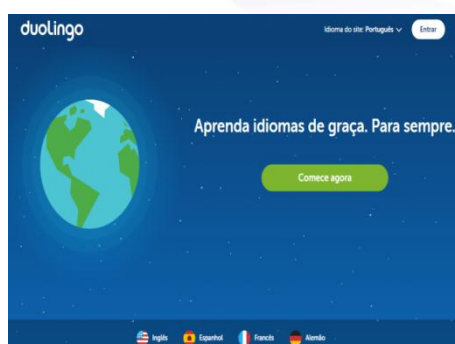 duolingo
Idioma do site: Português
Entrar
Aprenda idiomas de graça. Para sempre.
Comece agora
Inglês Espanhol Francês Alemão